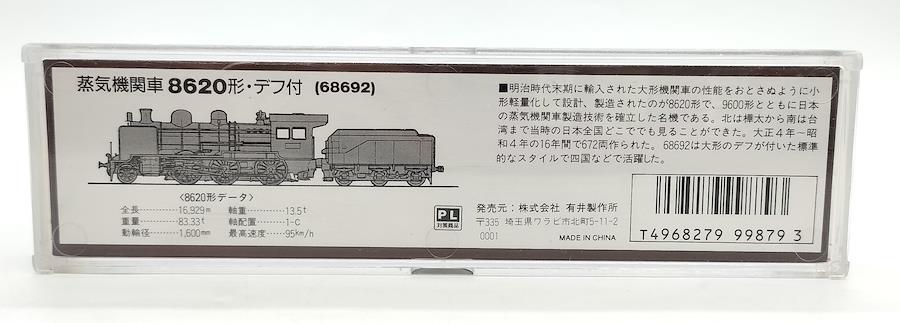 蒸気機関車8620形・デフ付 (68692)
<8620形データ>
全長………16,929m 軸重………13.5t
重量………83.33t 軸配置………1-C
動輪径………1,600mm 最高速度………95km/h
■明治時代末期に輸入された大形機関車の性能をおとさぬように小
形軽量化して設計、製造されたのが8620形で、9600形とともに日本
の蒸気機関車製造技術を確立した名機である。北は樺太から南は台
湾まで当時の日本全国どこででも見ることができた。大正4年−昭
和4年の16年間で672両作られた。68692は大形のデフが付いた標準
的なスタイルで四国などで活躍した。
PL
対策商品
発売元：株式会社 有井製作所
〒335 埼玉県ワラビ市北町5-11-2
0001 MADE IN CHINA
T4968279 99879 3